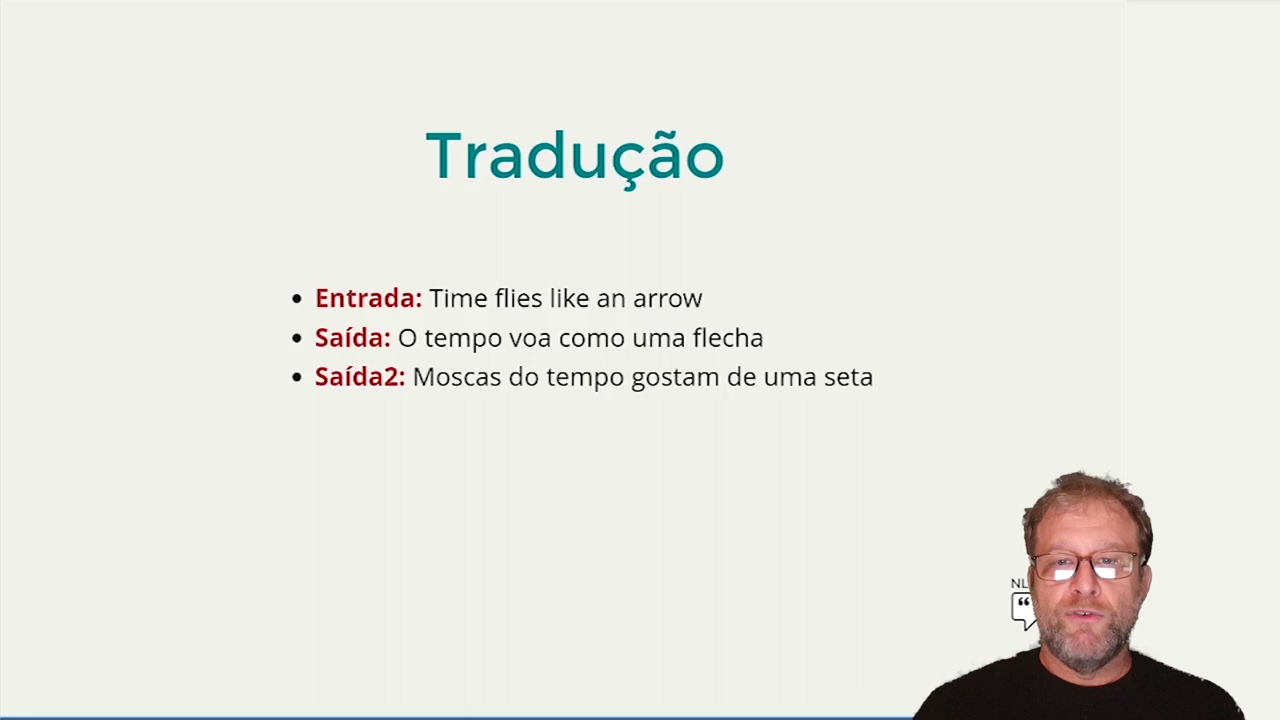 Tradução
Entrada: Time flies like an arrow
Saída: O tempo voa como uma flecha
Saída2: Moscas do tempo gostam de uma seta